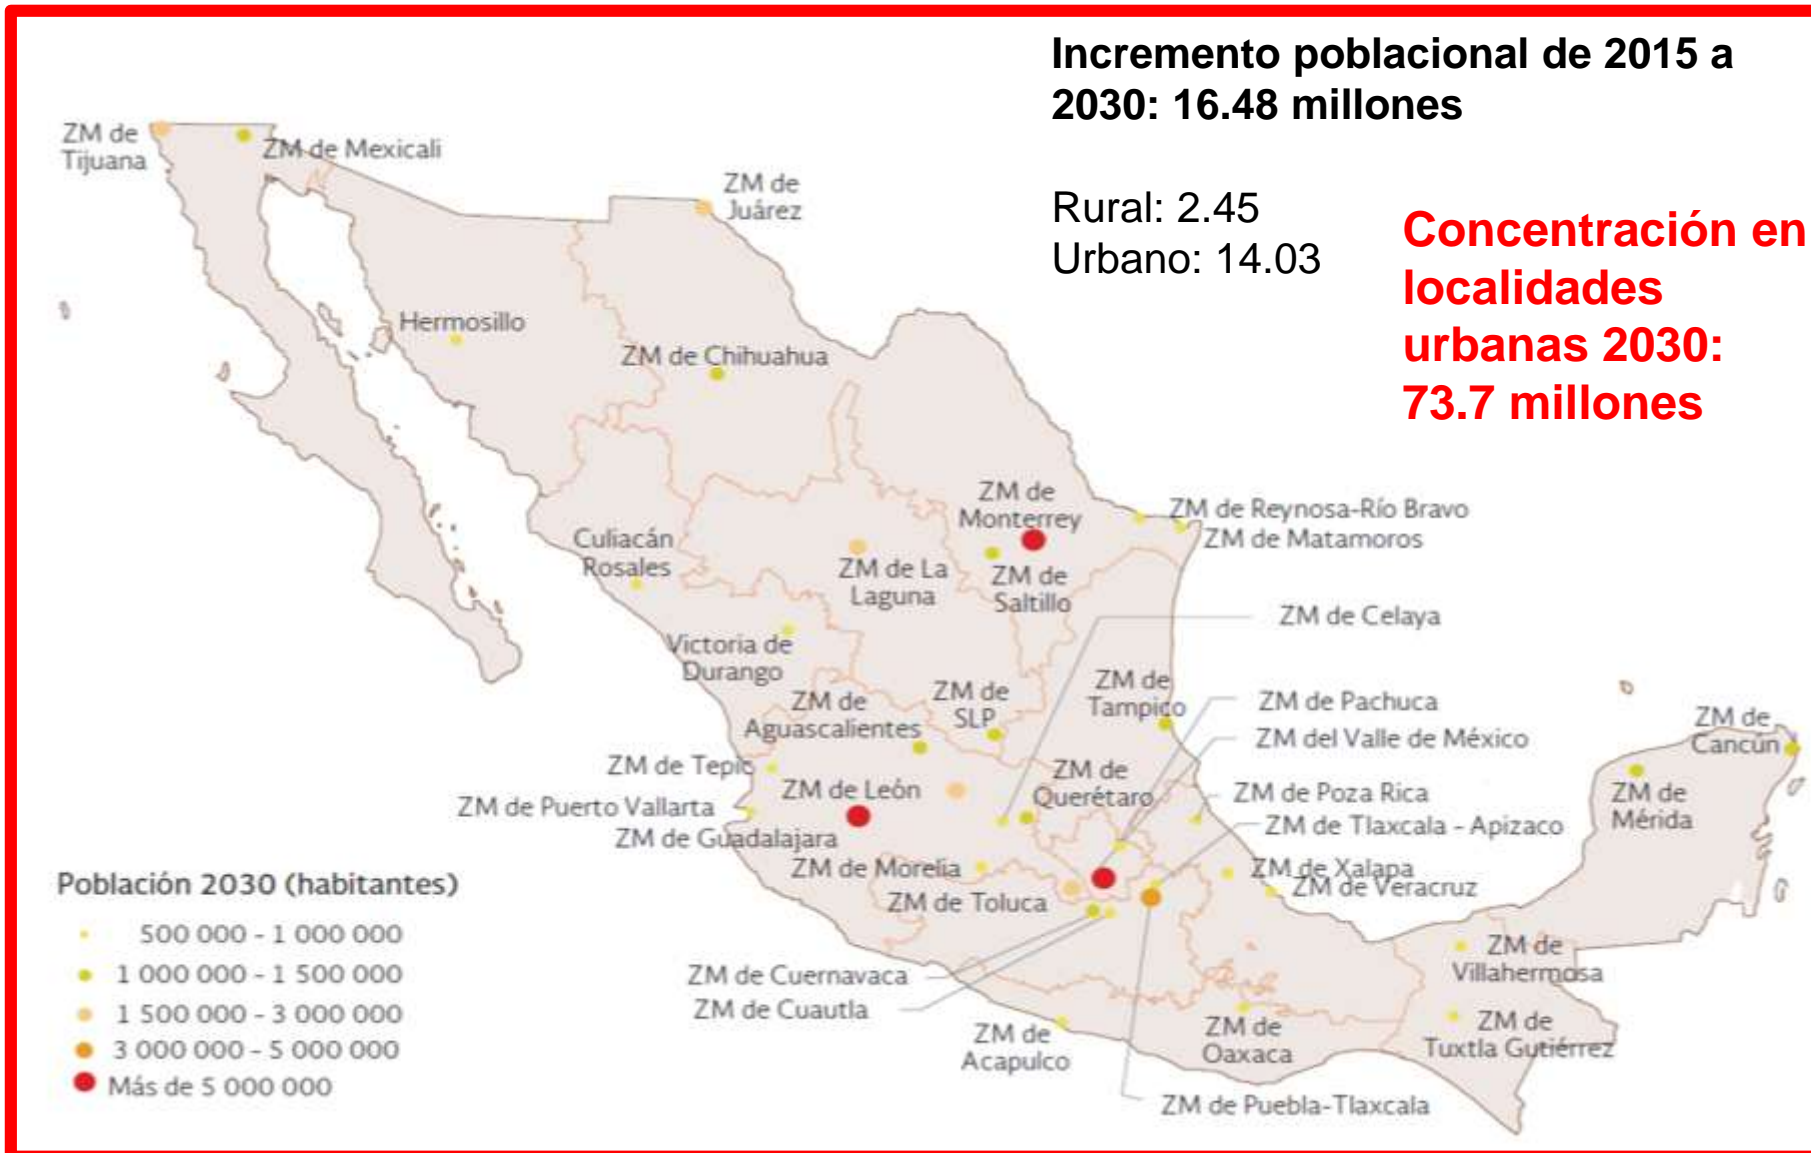 Incremento poblacional de 2015 a
2030: 16.48 millones
Rural: 2.45
Urbano: 14.03
Concentración en
localidades
urbanas 2030:
73.7 millones
ZM de
Tijuana
ZM de Mexicali
ZM de
Juárez
Hermosillo
ZM de Chihuahua
ZM de
Monterrey
ZM de Reynosa-Río Bravo
ZM de Matamoros
Culiacán
Rosales
ZM de La
Laguna
ZM de
Saltillo
ZM de Celaya
Victoria de
Durango
ZM de
Aguascalientes
ZM de
SLP
ZM de
Tampico
ZM de Pachuca
ZM del Valle de México
ZM de
Cancún
ZM de Tepic
ZM de León
ZM de
Querétaro
ZM de Poza Rica
ZM de
Mérida
ZM de Puerto Vallarta
ZM de Guadalajara
ZM de Tlaxcala - Apizaco
ZM de Morelia
ZM de Xalapa
ZM de Veracruz
ZM de Toluca
ZM de Cuernavaca
ZM de Cuautla
ZM de
Villahermosa
ZM de
Acapulco
ZM de
Oaxaca
ZM de
Tuxtla Gutiérrez
ZM de Puebla-Tlaxcala
Población 2030 (habitantes)
500 000 - 1 000 000
1 000 000 - 1 500 000
1 500 000 - 3 000 000
3 000 000 - 5 000 000
Más de 5 000 000